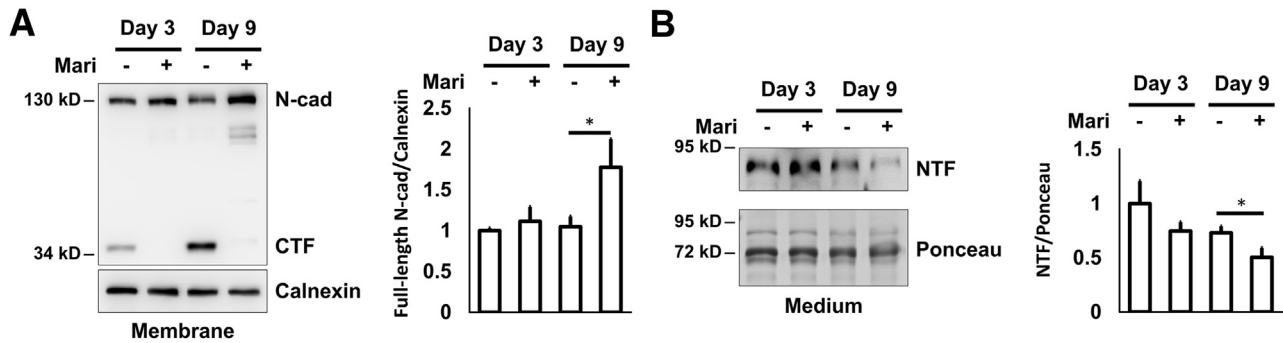 A
Day 3 Day 9
Mari - + - +
130 kD N-cad
34 kD CTF
Calnexin
Membrane
Day 3 Day 9
Mari - + - +
Full-length N-cad/Calnexin
2.5
2
1.5
1
0.5
0
*
B
Day 3 Day 9
Mari - + - +
95 kD
NTF
95 kD
72 kD Ponceau
Medium
Day 3 Day 9
Mari - + - +
NTF/Ponceau
1.5
1
0.5
0
*